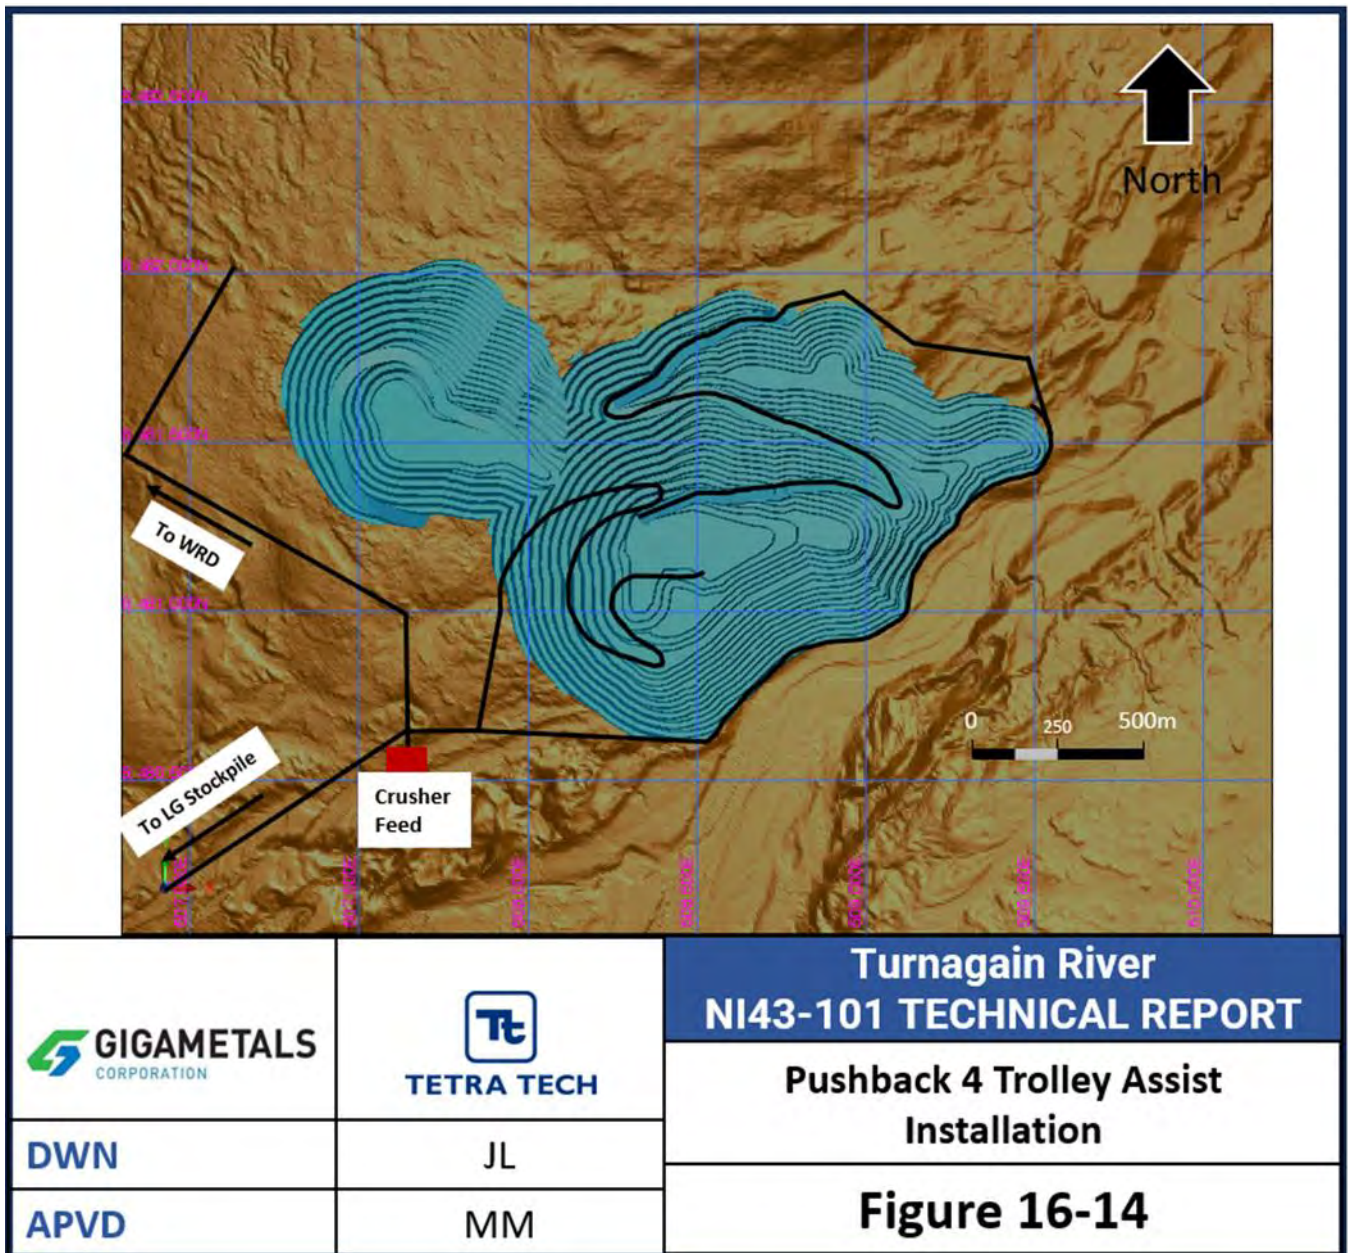 North
To WRD
0
250
500m
To LG Stockpile
Crusher
Feed
GIGAMETALS
CORPORATION
Tt
TETRA TECH
Turnagain River
NI43-101 TECHNICAL REPORT
Pushback 4 Trolley Assist
Installation
DWN
JL
APVD
MM
Figure 16-14